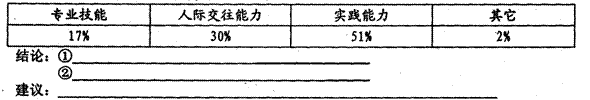 专业技能 人际交往能力 实践能力 其它
17% 30% 51% 2%
结论：①
②
建议：